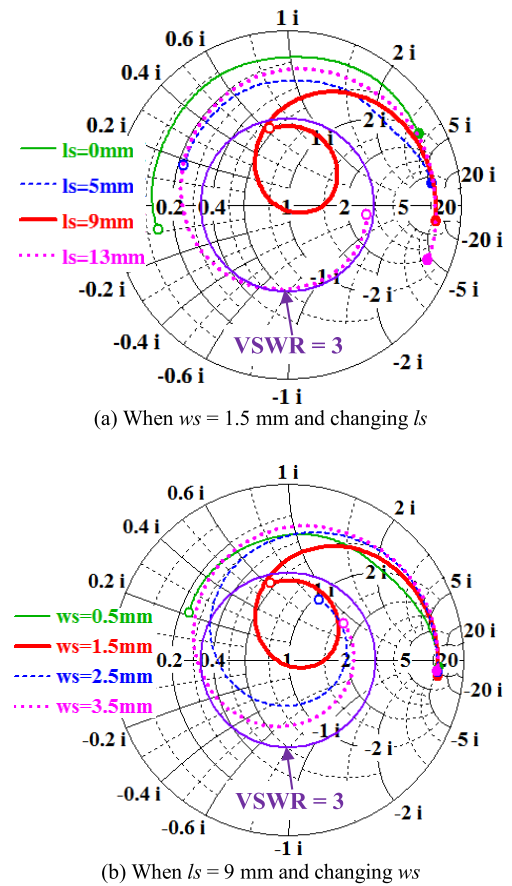 1 i
0.6 i
2 i
0.4 i
0.2 i
5 i
2 i
1 i
ls=0mm
ls=5mm
20 i
0.2 0.4 1 2 5 20
ls=9mm
-20 i
ls=13mm
-0.2 i
-1 i
-2 i
-5 i
-0.4 i
VSWR = 3
-0.6 i
-2 i
-1 i
(a) When ws = 1.5 mm and changing ls
1 i
0.6 i
2 i
0.4 i
0.2 i
5 i
2 i
1 i
ws=0.5mm
20 i
ws=1.5mm
0.2 0.4 1 2 5 20
ws=2.5mm
-20 i
ws=3.5mm
-0.2 i
-1 i
-2 i
-5 i
-0.4 i
VSWR = 3
-0.6 i
-2 i
-1 i
(b) When ls = 9 mm and changing ws